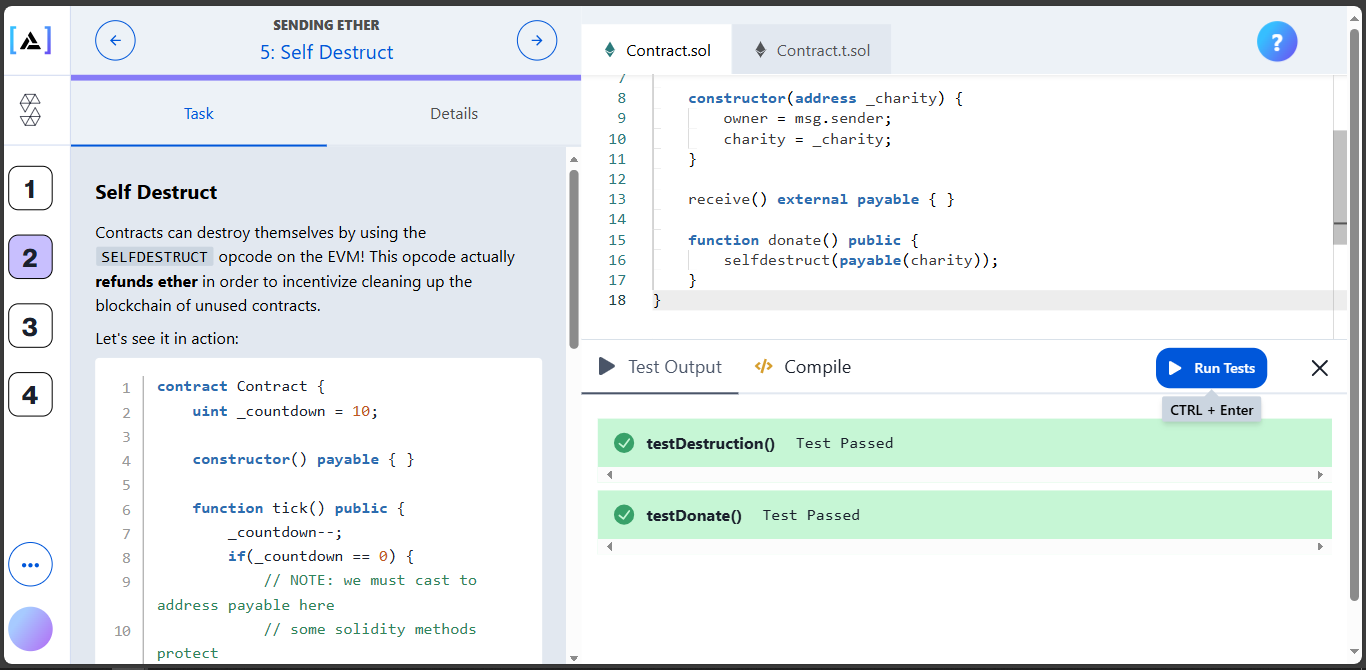 SENDING ETHER
5: Self Destruct
Task
Details
1
2
3
4
Self Destruct
Contracts can destroy themselves by using the
SELFDESTRUCT opcode on the EVM! This opcode actually
refunds ether in order to incentivize cleaning up the
blockchain of unused contracts.
Let's see it in action:
1 contract Contract {
2 uint _countdown = 10;
3
4 constructor() payable { }
5
6 function tick() public {
7 _countdown--;
8 if(_countdown == 0) {
9 // NOTE: we must cast to
address payable here
10 // some solidity methods
protect
Contract.sol
Contract.t.sol
?
7
8 constructor(address _charity) {
9 owner = msg.sender;
10 charity = _charity;
11 }
12
13 receive() external payable { }
14
15 function donate() public {
16 selfdestruct(payable(charity));
17 }
18 }
Test Output
</> Compile
Run Tests
CTRL + Enter
testDestruction() Test Passed
testDonate() Test Passed